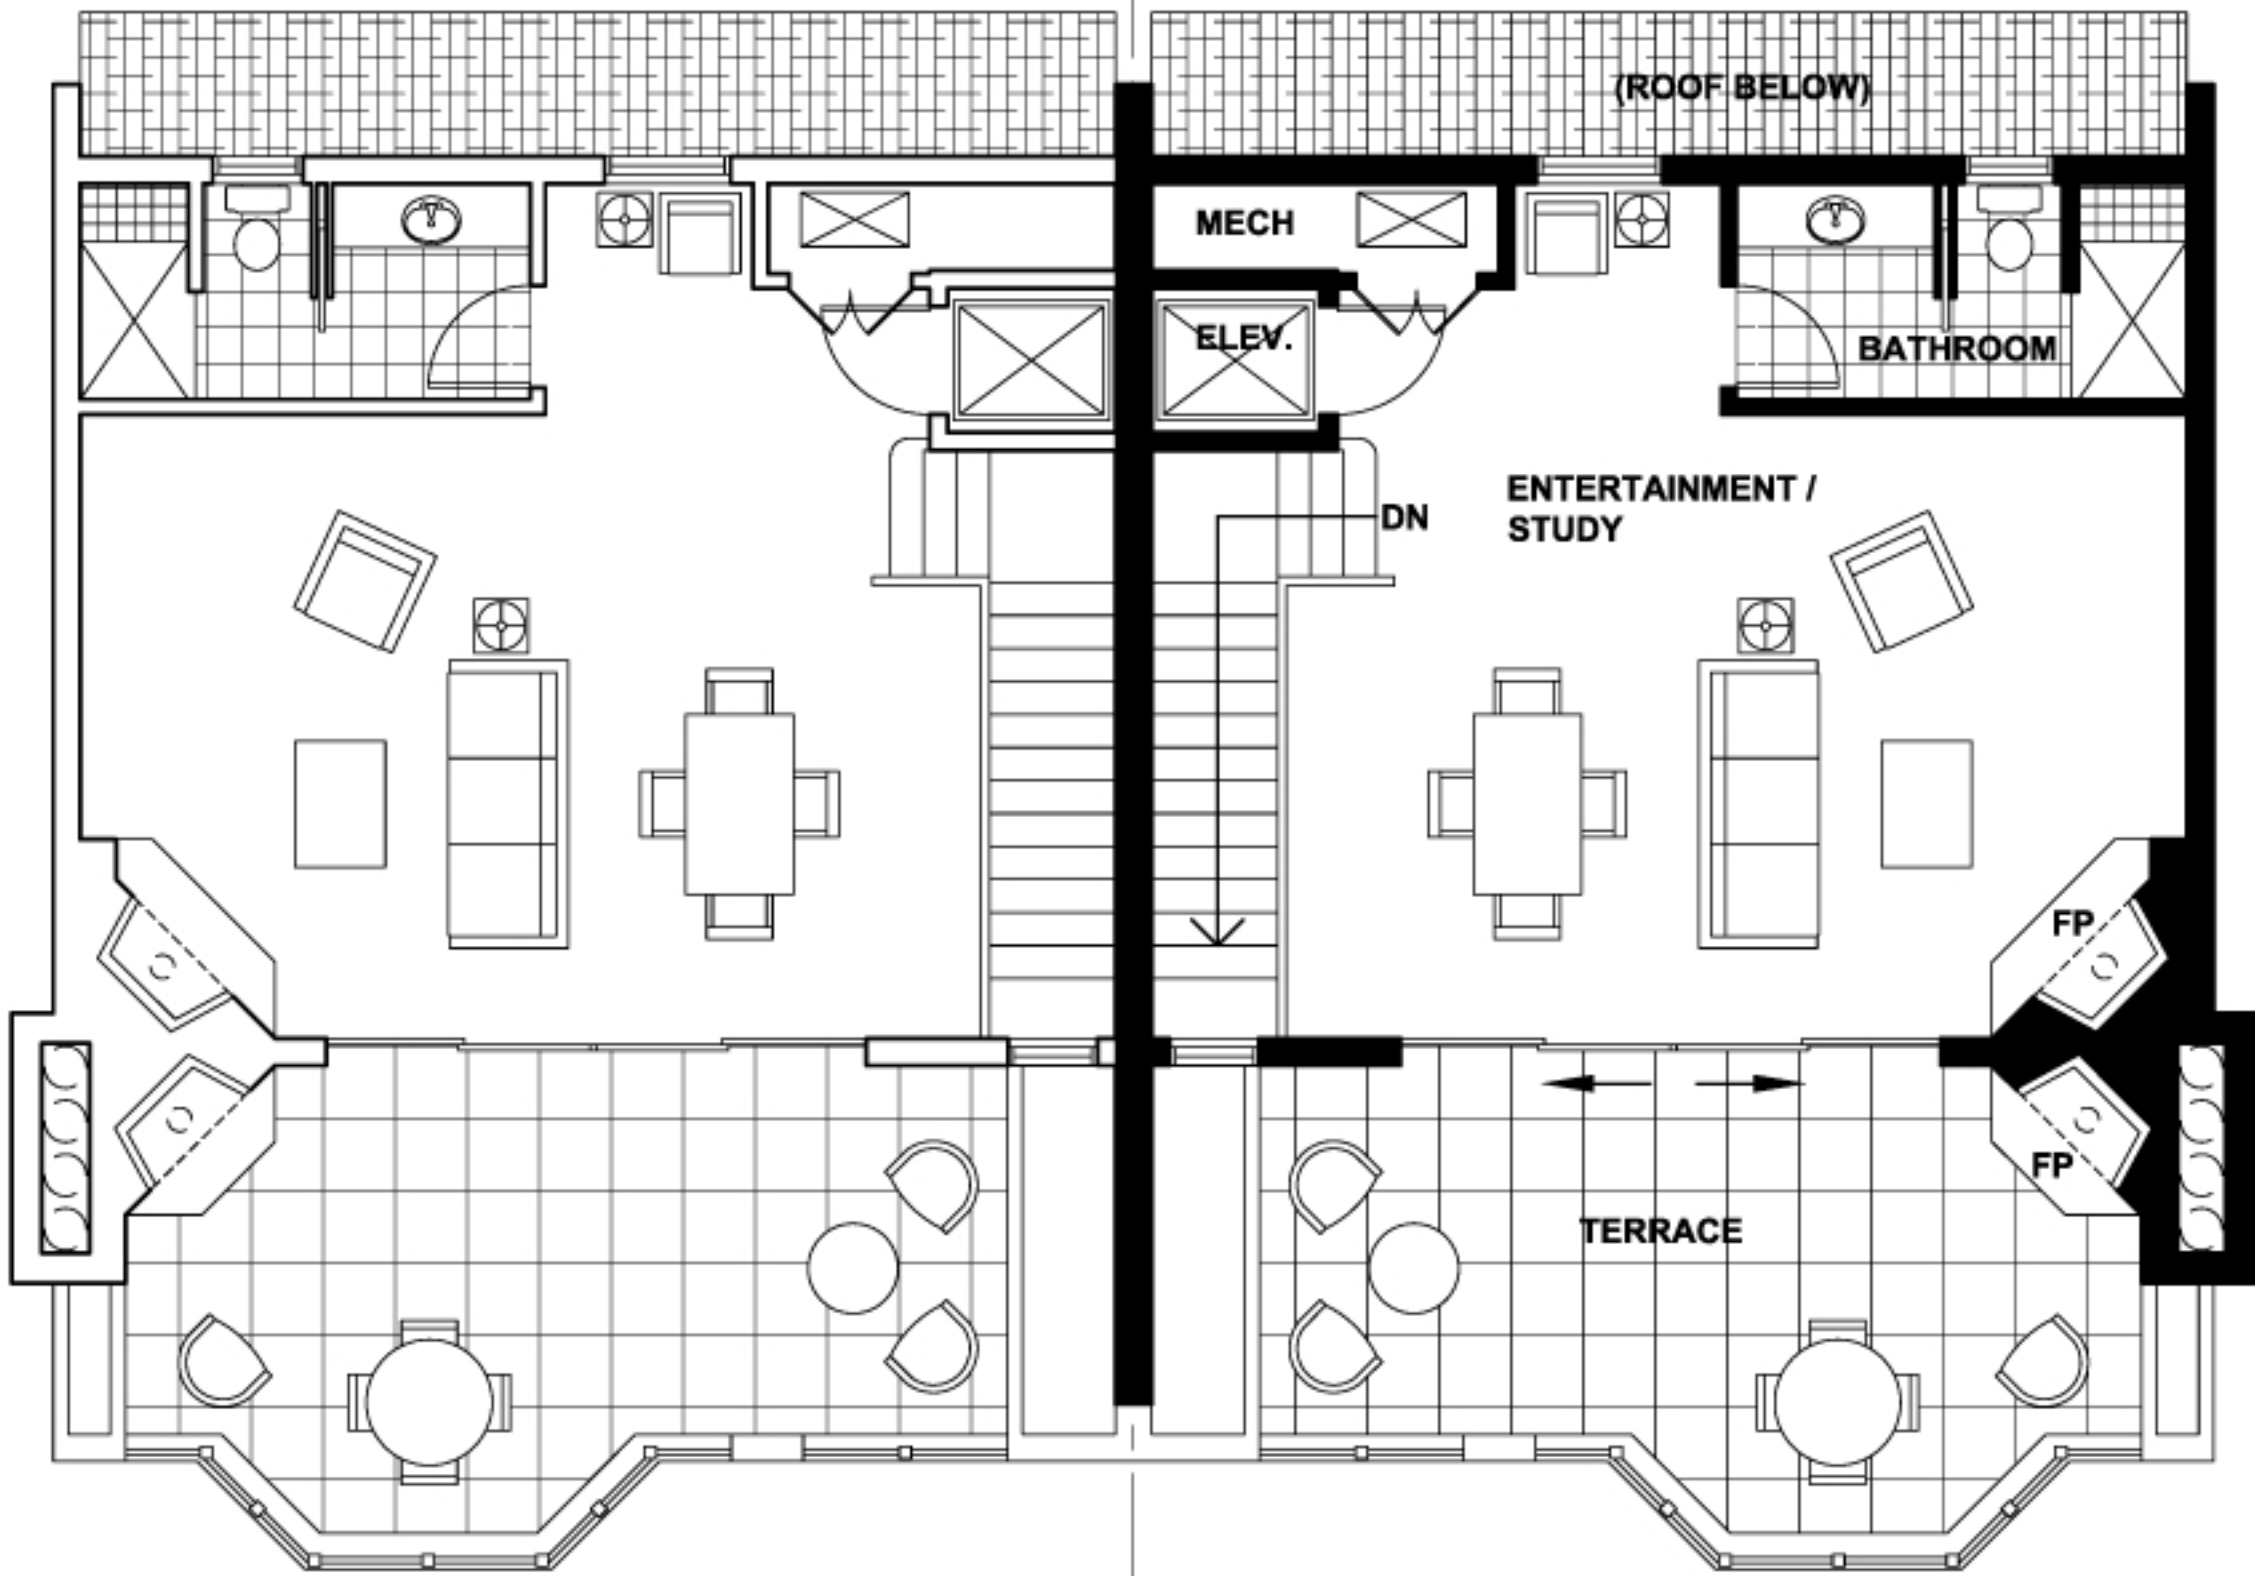 (ROOF BELOW)
MECH
ELEV.
BATHROOM
ENTERTAINMENT /
STUDY
DN
FP
FP
TERRACE